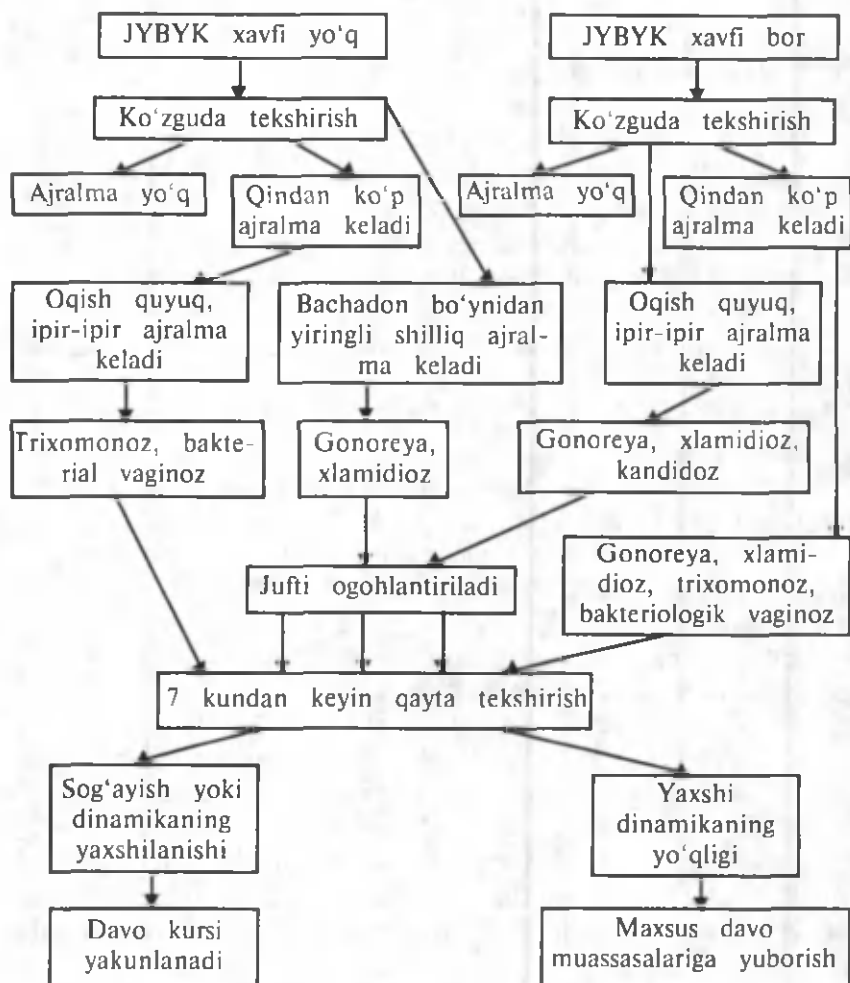 JYBYK xavfi yo‘q
JYBYK xavfi bor
Ko‘zguda tekshirish
Ko‘zguda tekshirish
Ajralma yo‘q
Qindan ko‘p
ajralma keladi
Ajralma yo‘q
Qindan ko‘p
ajralma keladi
Oqish quyuq,
ipir-ipir ajralma
keladi
Bachadon bo‘ynidan
yiringli shilliq ajral-
ma keladi
Oqish quyuq,
ipir-ipir ajralma
keladi
Trixomonoz, bakte-
rial vaginoz
Gonoreya,
xlamidioz
Gonoreya, xlamidioz,
kandidoz
Jufti ogohlantiriladi
Gonoreya, xlami-
dioz, trixomonoz,
bakteriologik vaginoz
7 kundan keyin qayta tekshirish
Sog‘ayish yoki
dinamikaning
yaxshilanishi
Yaxshi
dinamikaning
yo‘qligi
Davo kursi
yakunlanadi
Maxsus davo
muassasalariga yuborish